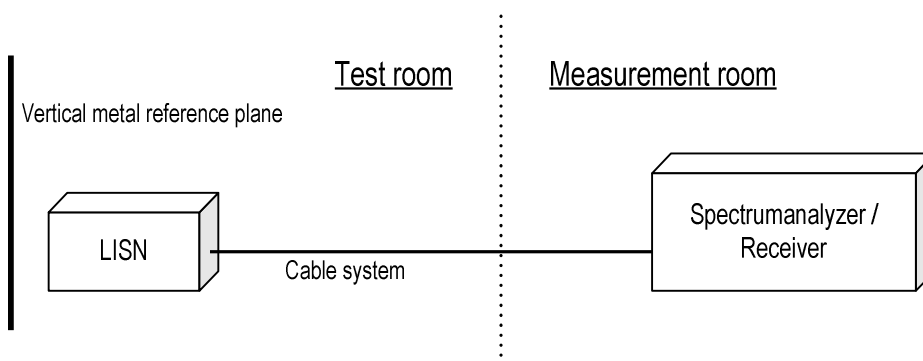 Test room
Measurement room
Vertical metal reference plane
LISN
Cable system
Spectrumanalyzer /
Receiver